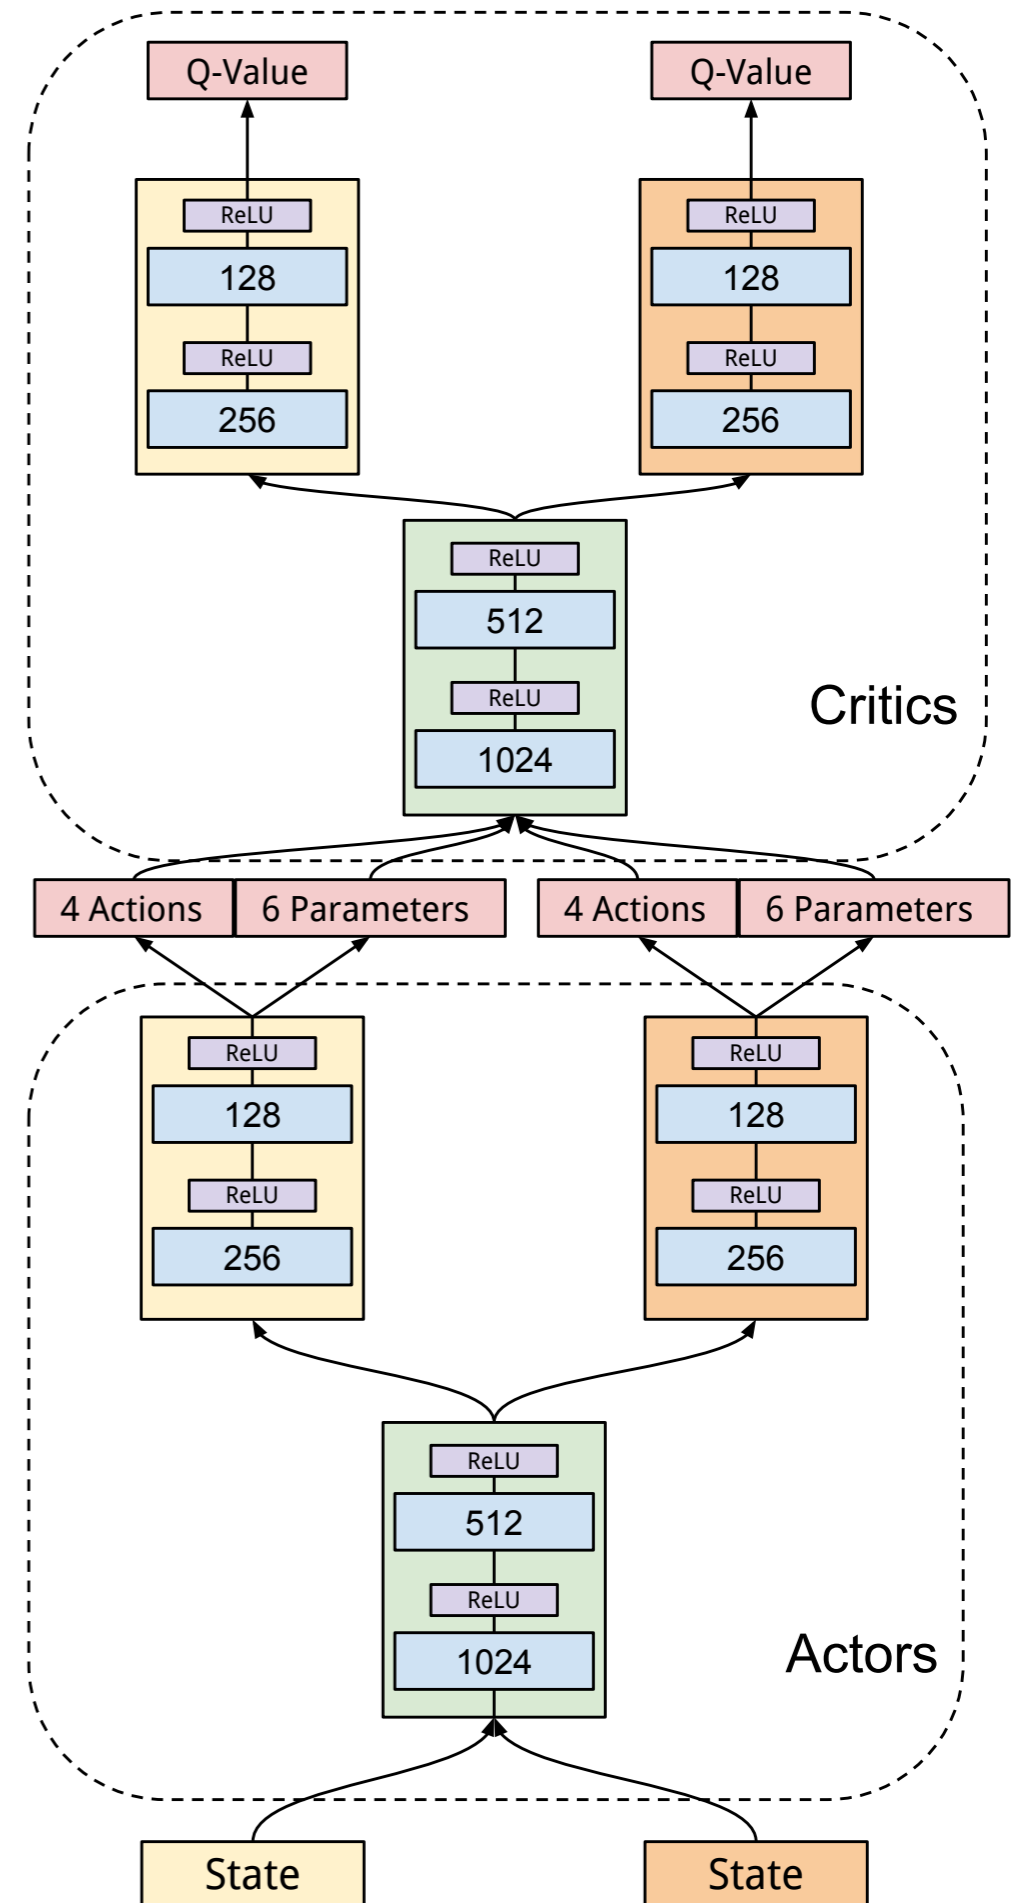 Q-Value Q-Value
ReLU ReLU
128 128
ReLU ReLU
256 256
ReLU
512
ReLU
Critics
1024
4 Actions 6 Parameters 4 Actions 6 Parameters
ReLU ReLU
128 128
ReLU ReLU
256 256
ReLU
512
ReLU
Actors
1024
State State